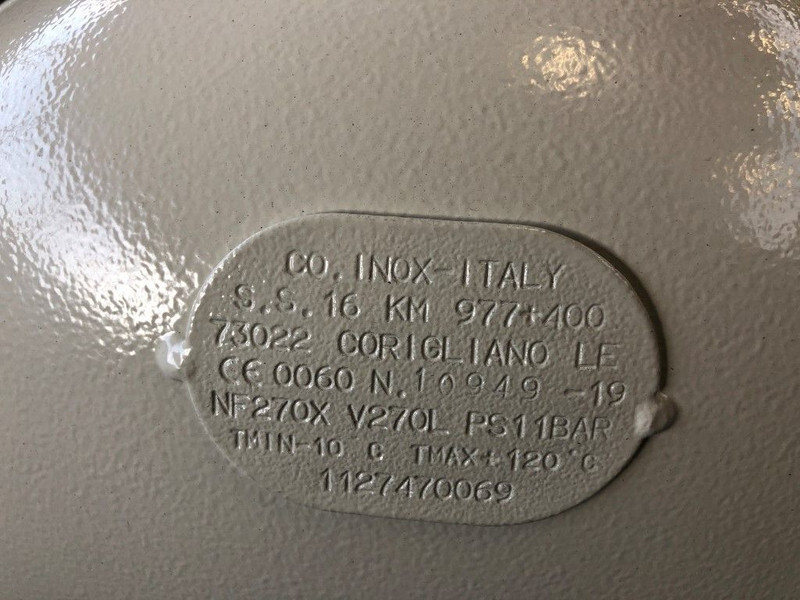 CO. INOX-ITALY
S.S. 16 KM 977+400
73022 CORIGLIANO LE
CE 0060 N. 10949 -19
NF270X V270L PS11BAR
TMIN-10 C TMAX+120°C
1127470069